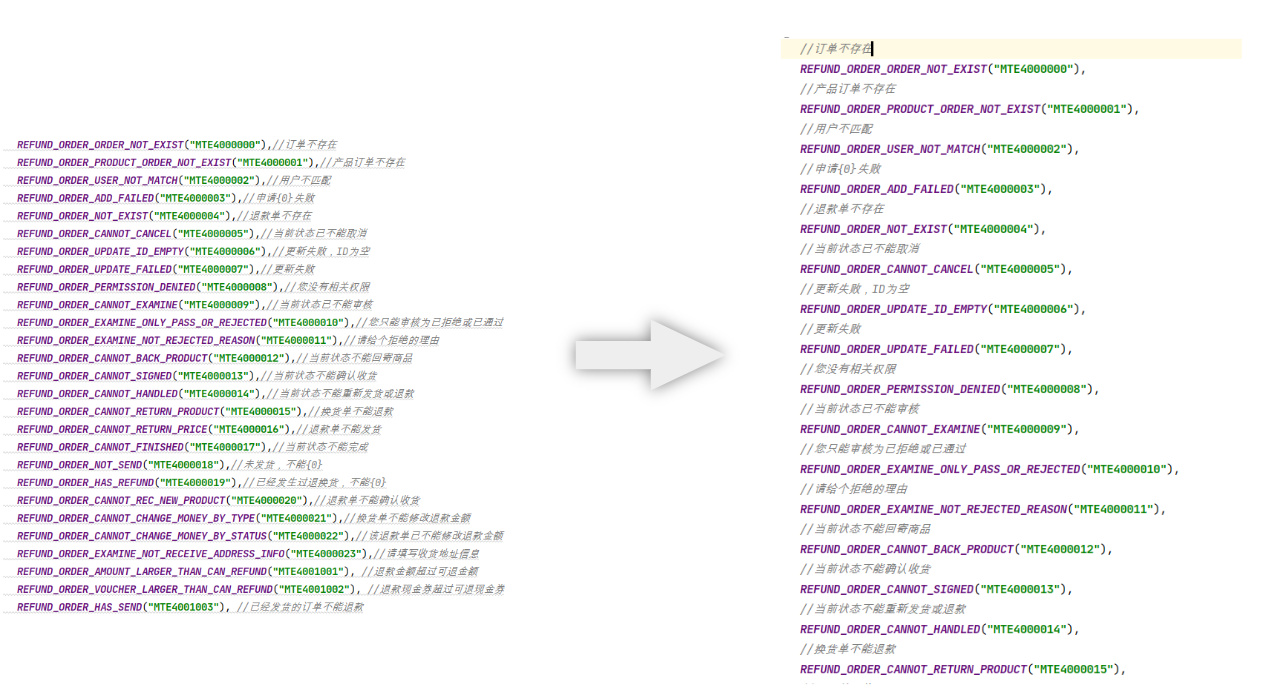 REFUND_ORDER_ORDER_NOT_EXIST("MTE4000000"),//订单不存在
REFUND_ORDER_PRODUCT_ORDER_NOT_EXIST("MTE4000001"),//产品订单不存在
REFUND_ORDER_USER_NOT_MATCH("MTE4000002"),//用户不匹配
REFUND_ORDER_ADD_FAILED("MTE4000003"),//申请{0}失败
REFUND_ORDER_NOT_EXIST("MTE4000004"),//退款单不存在
REFUND_ORDER_CANNOT_CANCEL("MTE4000005"),//当前状态已不能取消
REFUND_ORDER_UPDATE_ID_EMPTY("MTE4000006"),//更新失败，ID为空
REFUND_ORDER_UPDATE_FAILED("MTE4000007"),//更新失败
REFUND_ORDER_PERMISSION_DENIED("MTE4000008"),//您没有相关权限
REFUND_ORDER_CANNOT_EXAMINE("MTE4000009"),//当前状态已不能审核
REFUND_ORDER_EXAMINE_ONLY_PASS_OR_REJECTED("MTE4000010"),//您只能审核为已拒绝或已通过
REFUND_ORDER_EXAMINE_NOT_REJECTED_REASON("MTE4000011"),//请给个拒绝的理由
REFUND_ORDER_CANNOT_BACK_PRODUCT("MTE4000012"),//当前状态不能回寄商品
REFUND_ORDER_CANNOT_SIGNED("MTE4000013"),//当前状态不能确认收货
REFUND_ORDER_CANNOT_HANDLED("MTE4000014"),//当前状态不能重新发货或退款
REFUND_ORDER_CANNOT_RETURN_PRODUCT("MTE4000015"),//换货单不能退款
REFUND_ORDER_CANNOT_RETURN_PRICE("MTE4000016"),//退款单不能发货
REFUND_ORDER_CANNOT_FINISHED("MTE4000017"),//当前状态不能完成
REFUND_ORDER_NOT_SEND("MTE4000018"),//未发货，不能{0}
REFUND_ORDER_HAS_REFUND("MTE4000019"),//已经发生过退换货，不能{0}
REFUND_ORDER_CANNOT_REC_NEW_PRODUCT("MTE4000020"),//退款单不能确认收货
REFUND_ORDER_CANNOT_CHANGE_MONEY_BY_TYPE("MTE4000021"),//换货单不能修改退款金额
REFUND_ORDER_CANNOT_CHANGE_MONEY_BY_STATUS("MTE4000022"),//该退款单已不能修改退款金额
REFUND_ORDER_EXAMINE_NOT_RECEIVE_ADDRESS_INFO("MTE4000023"),//请填写收货地址信息
REFUND_ORDER_AMOUNT_LARGER_THAN_CAN_REFUND("MTE4001001"), //退款金额超过可退金额
REFUND_ORDER_VOUCHER_LARGER_THAN_CAN_REFUND("MTE4001002"), //退款现金券超过可退现金券
REFUND_ORDER_HAS_SEND("MTE4001003"), //已经发货的订单不能退款
//订单不存在
REFUND_ORDER_ORDER_NOT_EXIST("MTE4000000"),
//产品订单不存在
REFUND_ORDER_PRODUCT_ORDER_NOT_EXIST("MTE4000001"),
//用户不匹配
REFUND_ORDER_USER_NOT_MATCH("MTE4000002"),
//申请{0}失败
REFUND_ORDER_ADD_FAILED("MTE4000003"),
//退款单不存在
REFUND_ORDER_NOT_EXIST("MTE4000004"),
//当前状态已不能取消
REFUND_ORDER_CANNOT_CANCEL("MTE4000005"),
//更新失败，ID为空
REFUND_ORDER_UPDATE_ID_EMPTY("MTE4000006"),
//更新失败
REFUND_ORDER_UPDATE_FAILED("MTE4000007"),
//您没有相关权限
REFUND_ORDER_PERMISSION_DENIED("MTE4000008"),
//当前状态已不能审核
REFUND_ORDER_CANNOT_EXAMINE("MTE4000009"),
//您只能审核为已拒绝或已通过
REFUND_ORDER_EXAMINE_ONLY_PASS_OR_REJECTED("MTE4000010"),
//请给个拒绝的理由
REFUND_ORDER_EXAMINE_NOT_REJECTED_REASON("MTE4000011"),
//当前状态不能回寄商品
REFUND_ORDER_CANNOT_BACK_PRODUCT("MTE4000012"),
//当前状态不能确认收货
REFUND_ORDER_CANNOT_SIGNED("MTE4000013"),
//当前状态不能重新发货或退款
REFUND_ORDER_CANNOT_HANDLED("MTE4000014"),
//换货单不能退款
REFUND_ORDER_CANNOT_RETURN_PRODUCT("MTE4000015"),